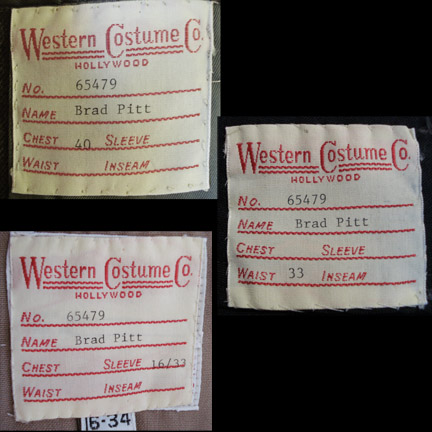 Western Costume Co.
HOLLYWOOD
No. 65479
NAME Brad Pitt
CHEST 40 SLEEVE
WAIST INSEAM
Western Costume Co.
HOLLYWOOD
No. 65479
NAME Brad Pitt
CHEST SLEEVE
WAIST 33 INSEAM
Western Costume Co.
HOLLYWOOD
No. 65479
NAME Brad Pitt
CHEST SLEEVE 16/33
WAIST INSEAM
16-34